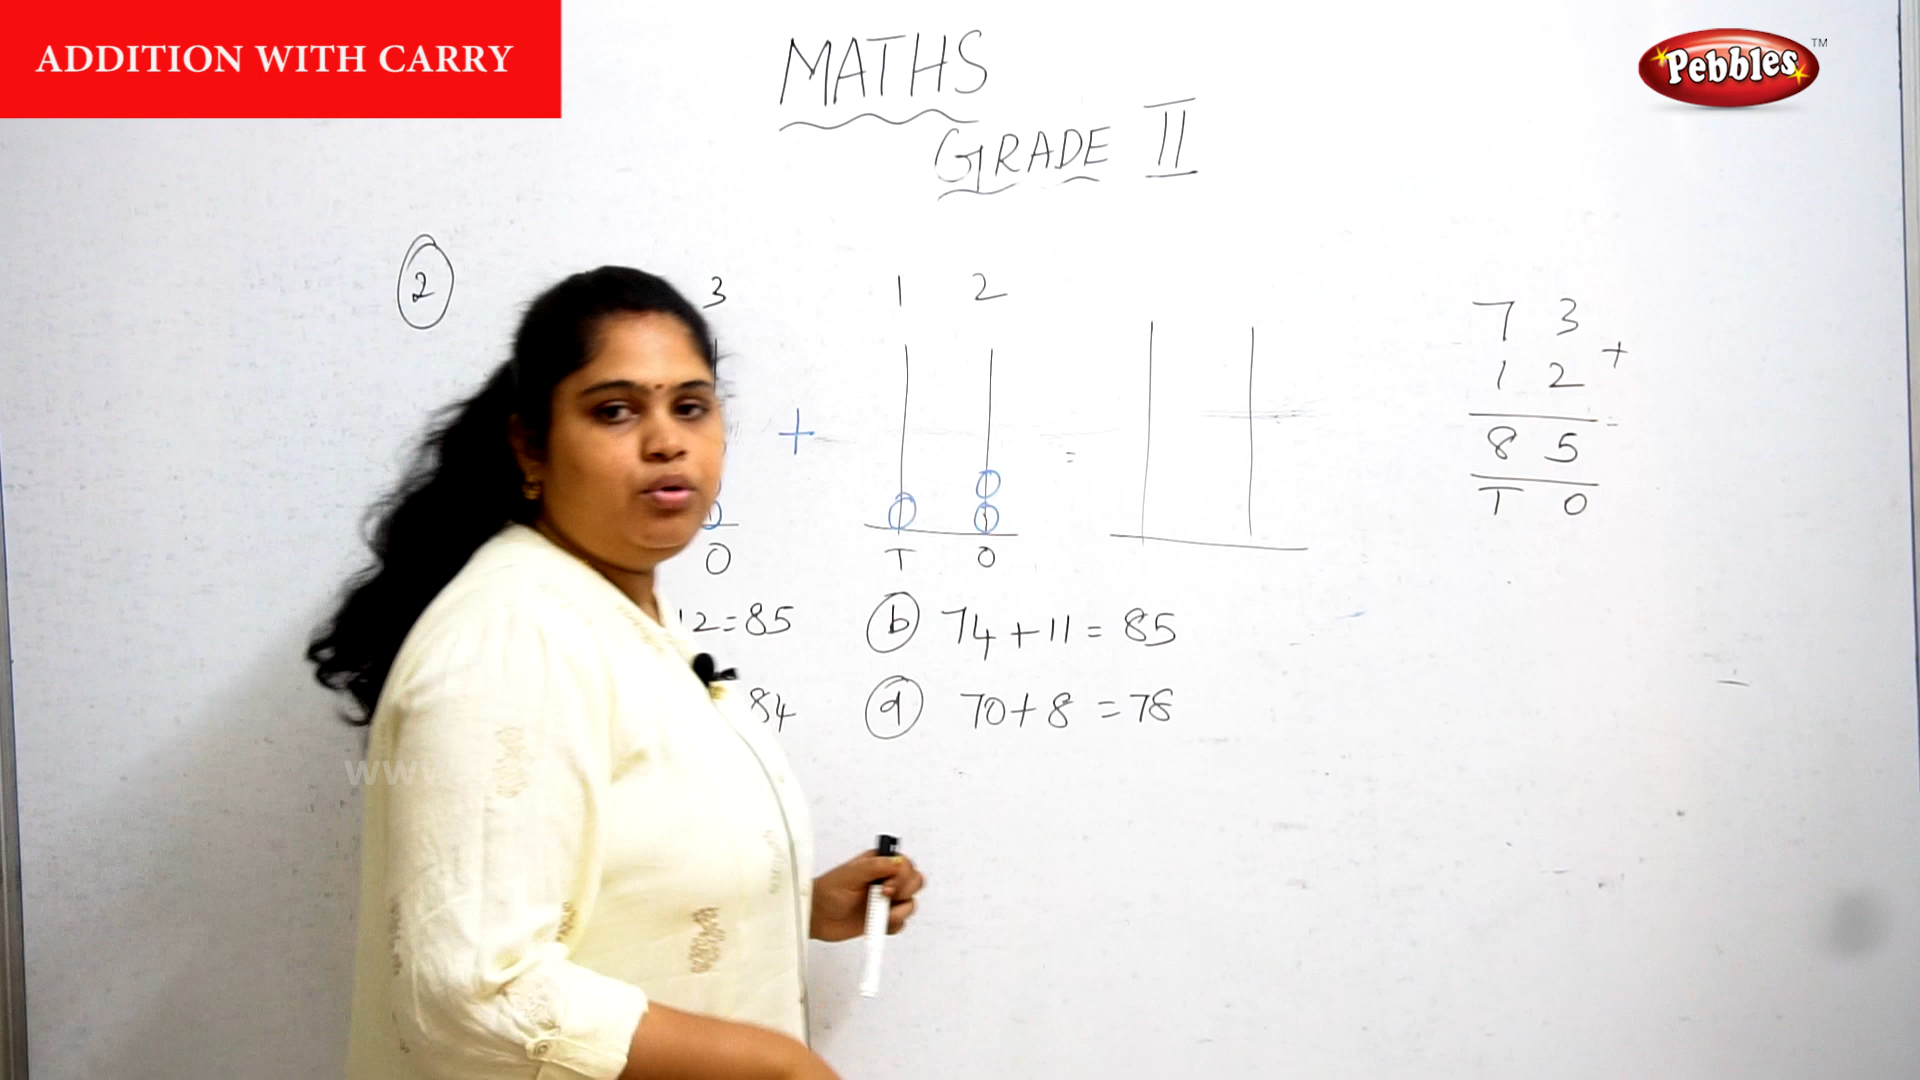 ADDITION WITH CARRY
MATHS
GRADE II
Pebbles TM
2
3 1 2
+ =
O T O
7 3
1 2 +
8 5
T O
12=85 b 74+11=85
84 d 70+8=78